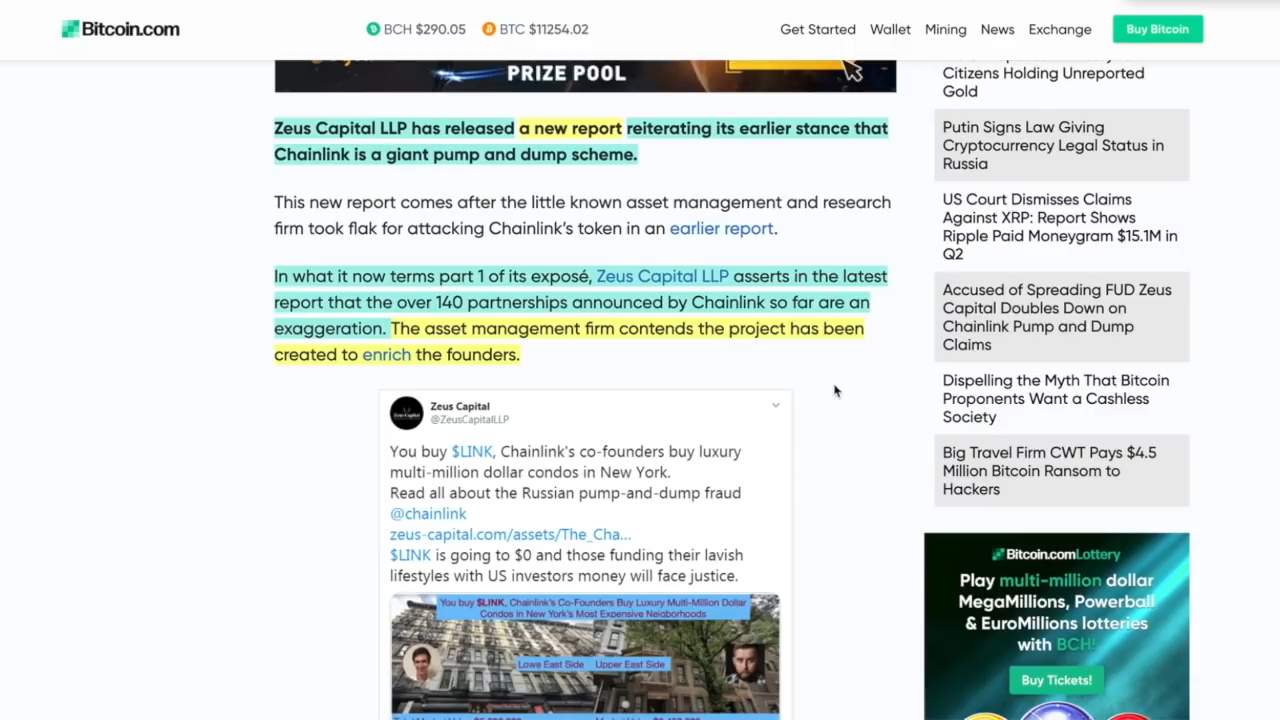 Bitcoin.com
BCH $290.05
BTC $11254.02
Get Started
Wallet
Mining
News
Exchange
Buy Bitcoin
PRIZE POOL
Zeus Capital LLP has released a new report reiterating its earlier stance that
Chainlink is a giant pump and dump scheme.
This new report comes after the little known asset management and research
firm took flak for attacking Chainlink's token in an earlier report.
In what it now terms part 1 of its exposé, Zeus Capital LLP asserts in the latest
report that the over 140 partnerships announced by Chainlink so far are an
exaggeration. The asset management firm contends the project has been
created to enrich the founders.
Zeus Capital
@ZeusCapitalLLP
You buy $LINK, Chainlink's co-founders buy luxury
multi-million dollar condos in New York.
Read all about the Russian pump-and-dump fraud
@chainlink
zeus-capital.com/assets/The_Cha...
$LINK is going to $0 and those funding their lavish
lifestyles with US investors money will face justice.
You buy $LINK, Chainlink's Co-Founders Buy Luxury Multi-Million Dollar
Condos in New York's Most Expensive Neighborhoods
Lowe East Side
Upper East Side
Citizens Holding Unreported
Gold
Putin Signs Law Giving
Cryptocurrency Legal Status in
Russia
US Court Dismisses Claims
Against XRP: Report Shows
Ripple Paid Moneygram $15.1M in
Q2
Accused of Spreading FUD Zeus
Capital Doubles Down on
Chainlink Pump and Dump
Claims
Dispelling the Myth That Bitcoin
Proponents Want a Cashless
Society
Big Travel Firm CWT Pays $4.5
Million Bitcoin Ransom to
Hackers
Bitcoin.com Lottery
Play multi-million dollar
MegaMillions, Powerball
& EuroMillions lotteries
with BCH!
Buy Tickets!